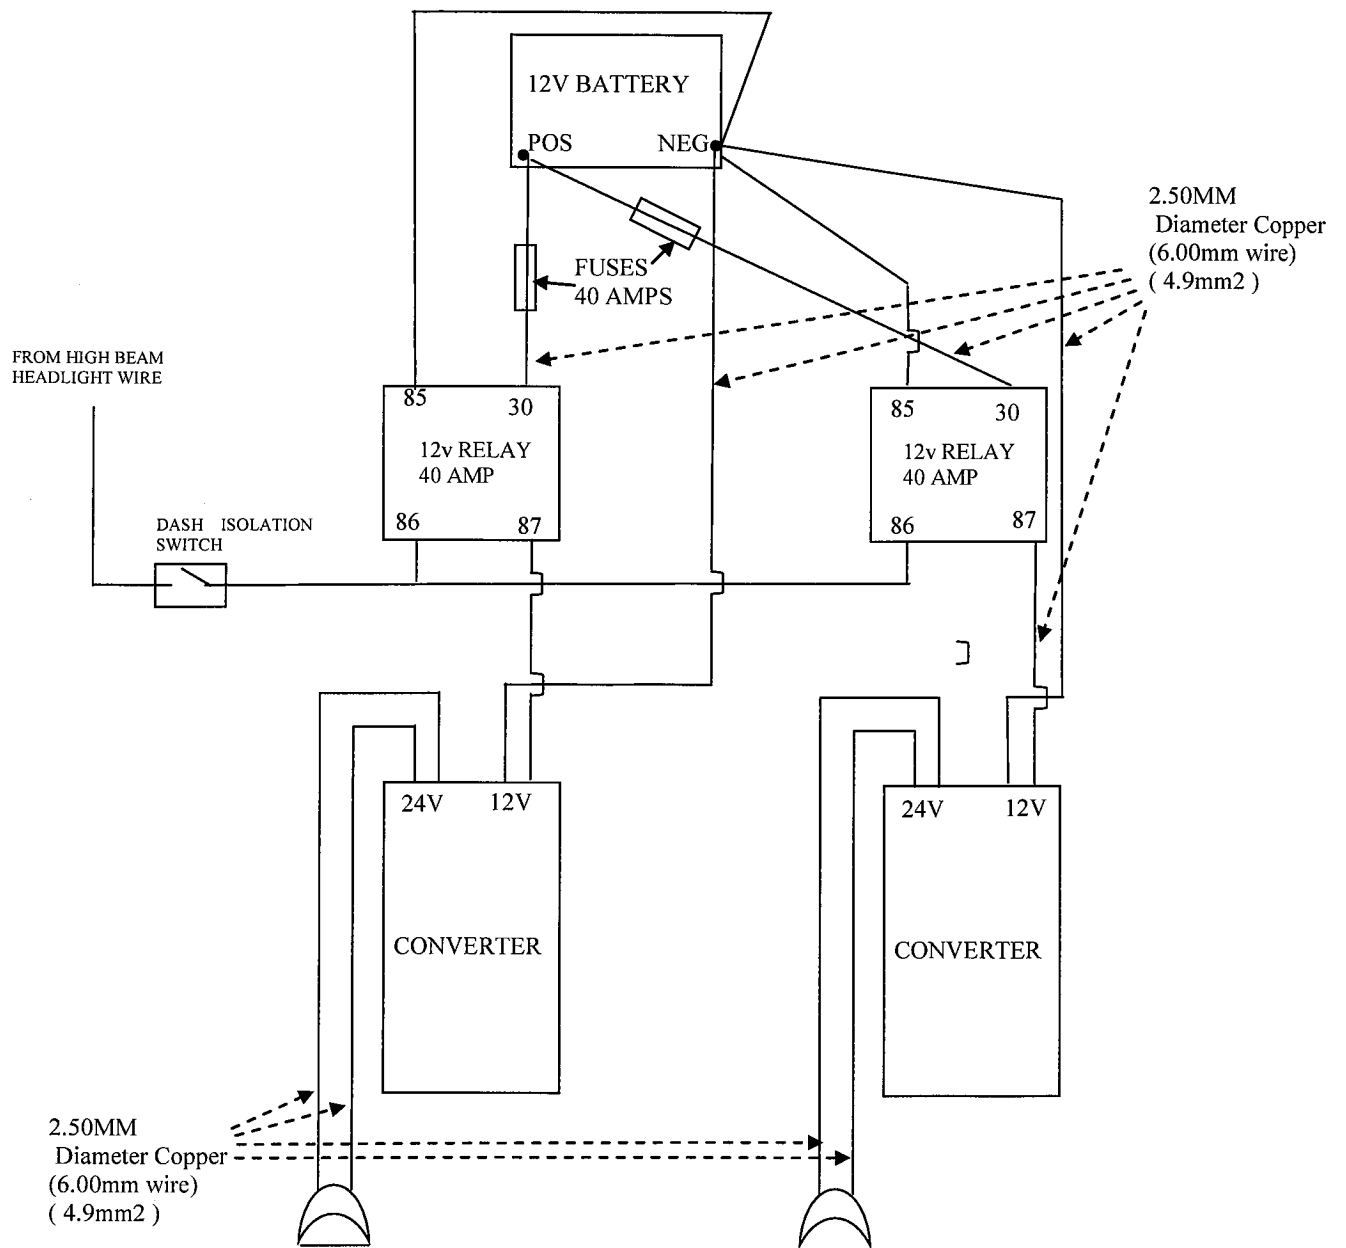 12V BATTERY
POS
NEG
2.50MM
Diameter Copper
(6.00mm wire)
( 4.9mm2 )
FUSES
40 AMPS
FROM HIGH BEAM
HEADLIGHT WIRE
85
30
12v RELAY
40 AMP
86
87
85
30
12v RELAY
40 AMP
86
87
DASH ISOLATION
SWITCH
24V
12V
CONVERTER
24V
12V
CONVERTER
2.50MM
Diameter Copper
(6.00mm wire)
( 4.9mm2 )